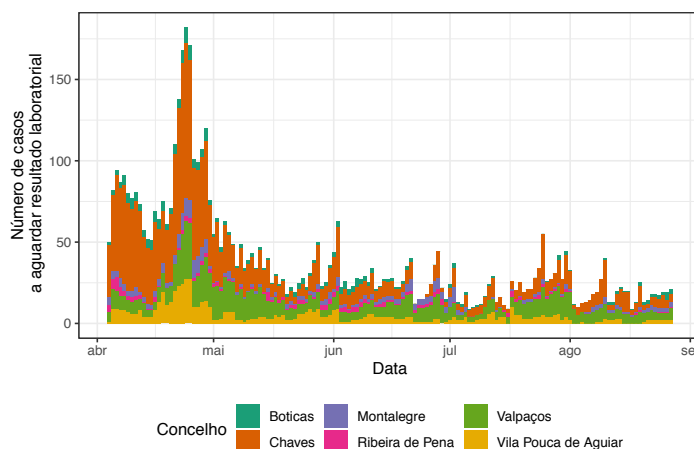 Número de casos
a aguardar resultado laboratorial
150
100
50
0
abr
mai
jun
jul
ago
se
Data
Concelho
Boticas
Montalegre
Valpaços
Chaves
Ribeira de Pena
Vila Pouca de Aguiar